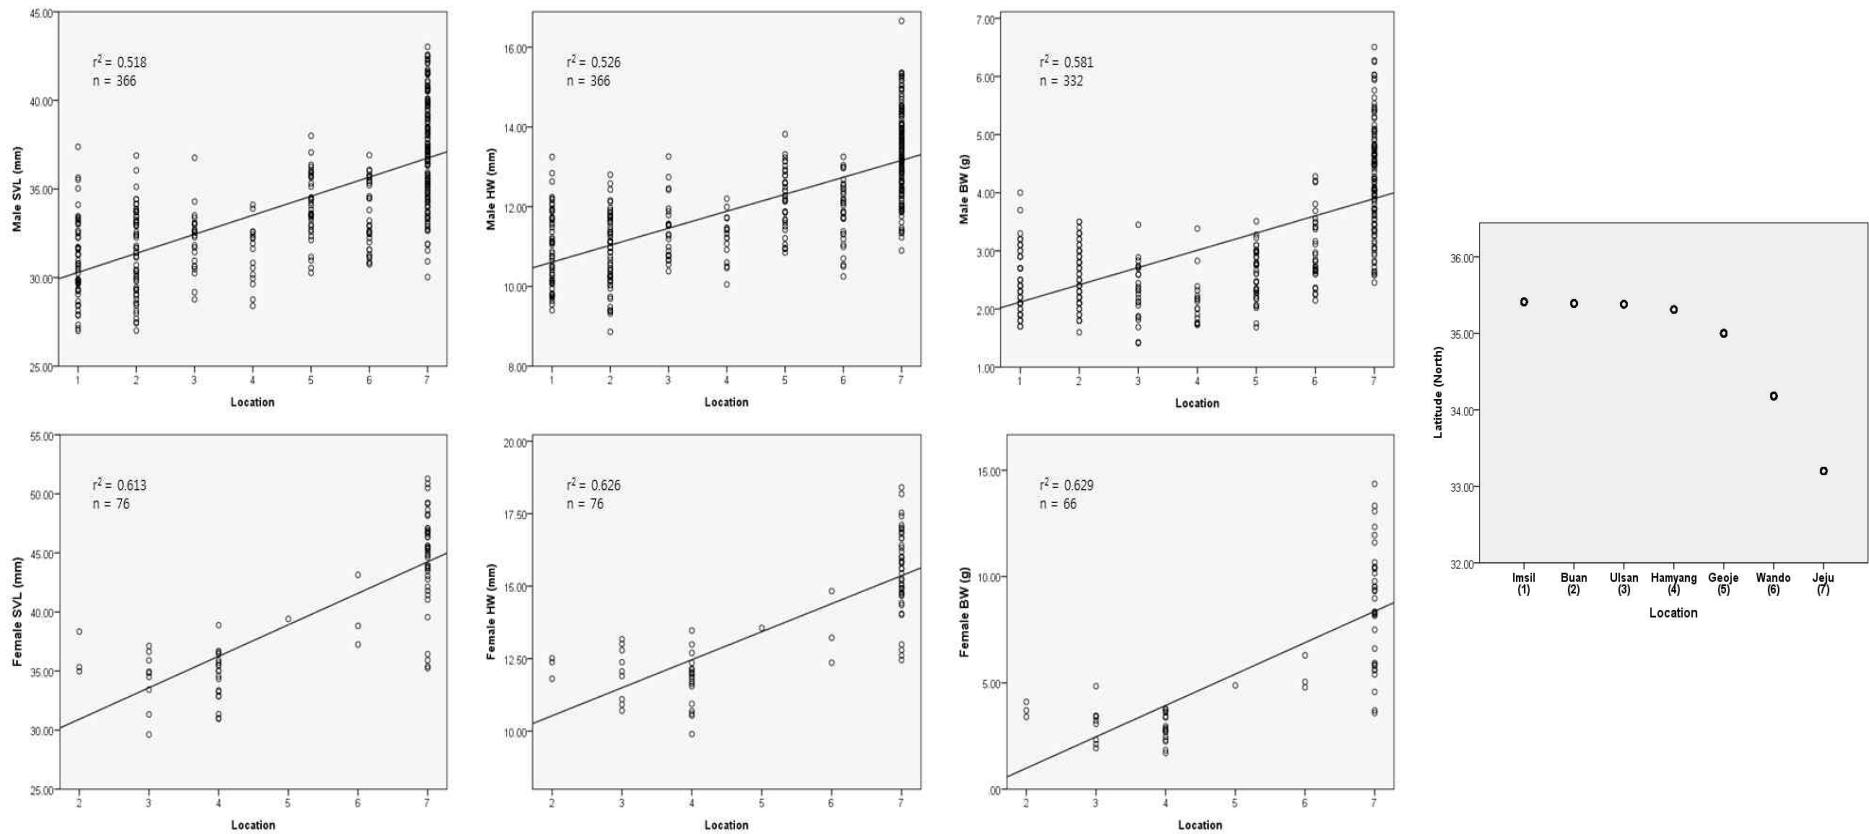 45.00
40.00
35.00
30.00
25.00
Male SVL (mm)
r² = 0.518
n = 366
1 2 3 4 5 6 7
Location
16.00
14.00
12.00
10.00
8.00
Male HW (mm)
r² = 0.526
n = 366
1 2 3 4 5 6 7
Location
7.00
6.00
5.00
4.00
3.00
2.00
1.00
Male BW (g)
r² = 0.581
n = 332
1 2 3 4 5 6 7
Location
55.00
50.00
45.00
40.00
35.00
30.00
25.00
Female SVL (mm)
r² = 0.613
n = 76
2 3 4 5 6 7
Location
20.00
17.50
15.00
12.50
10.00
Female HW (mm)
r² = 0.626
n = 76
2 3 4 5 6 7
Location
15.00
10.00
5.00
.00
Female BW (g)
r² = 0.629
n = 66
2 3 4 5 6 7
Location
36.00
35.00
34.00
33.00
32.00
Latitude (North)
Imsil Buan Ulsan Hamyang Geoje Wando Jeju
(1) (2) (3) (4) (5) (6) (7)
Location